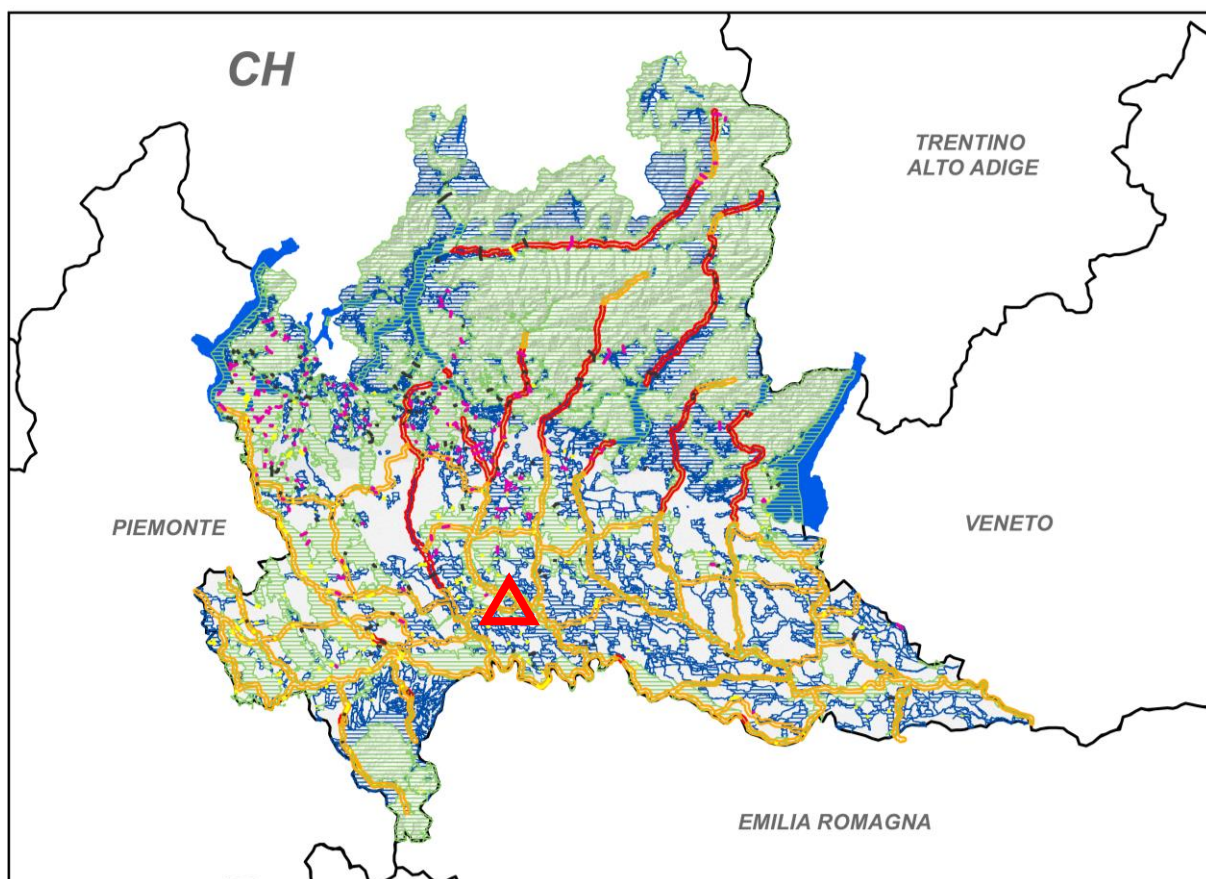 CH
TRENTINO
ALTO ADIGE
PIEMONTE
VENETO
EMILIA ROMAGNA